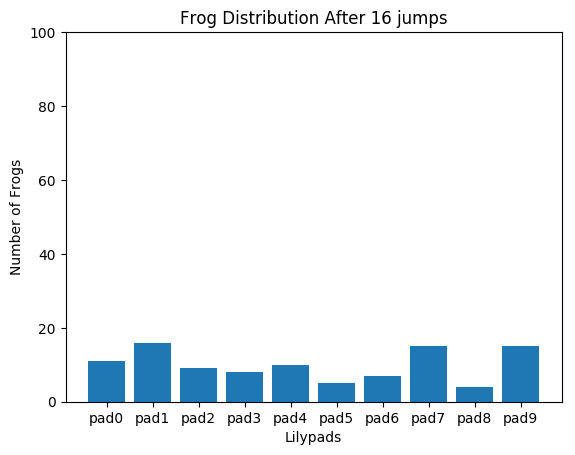 Frog Distribution After 16 jumps
100
80
60
40
20
0
Number of Frogs
pad0 pad1 pad2 pad3 pad4 pad5 pad6 pad7 pad8 pad9
Lilypads